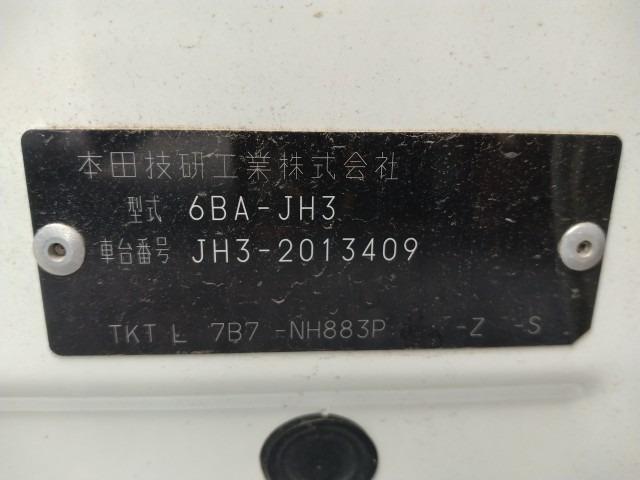 本田技研工業株式会社
型式 6BA-JH3
車台番号 JH3-2013409
TKT L 7B7 -NH883P -Z -S